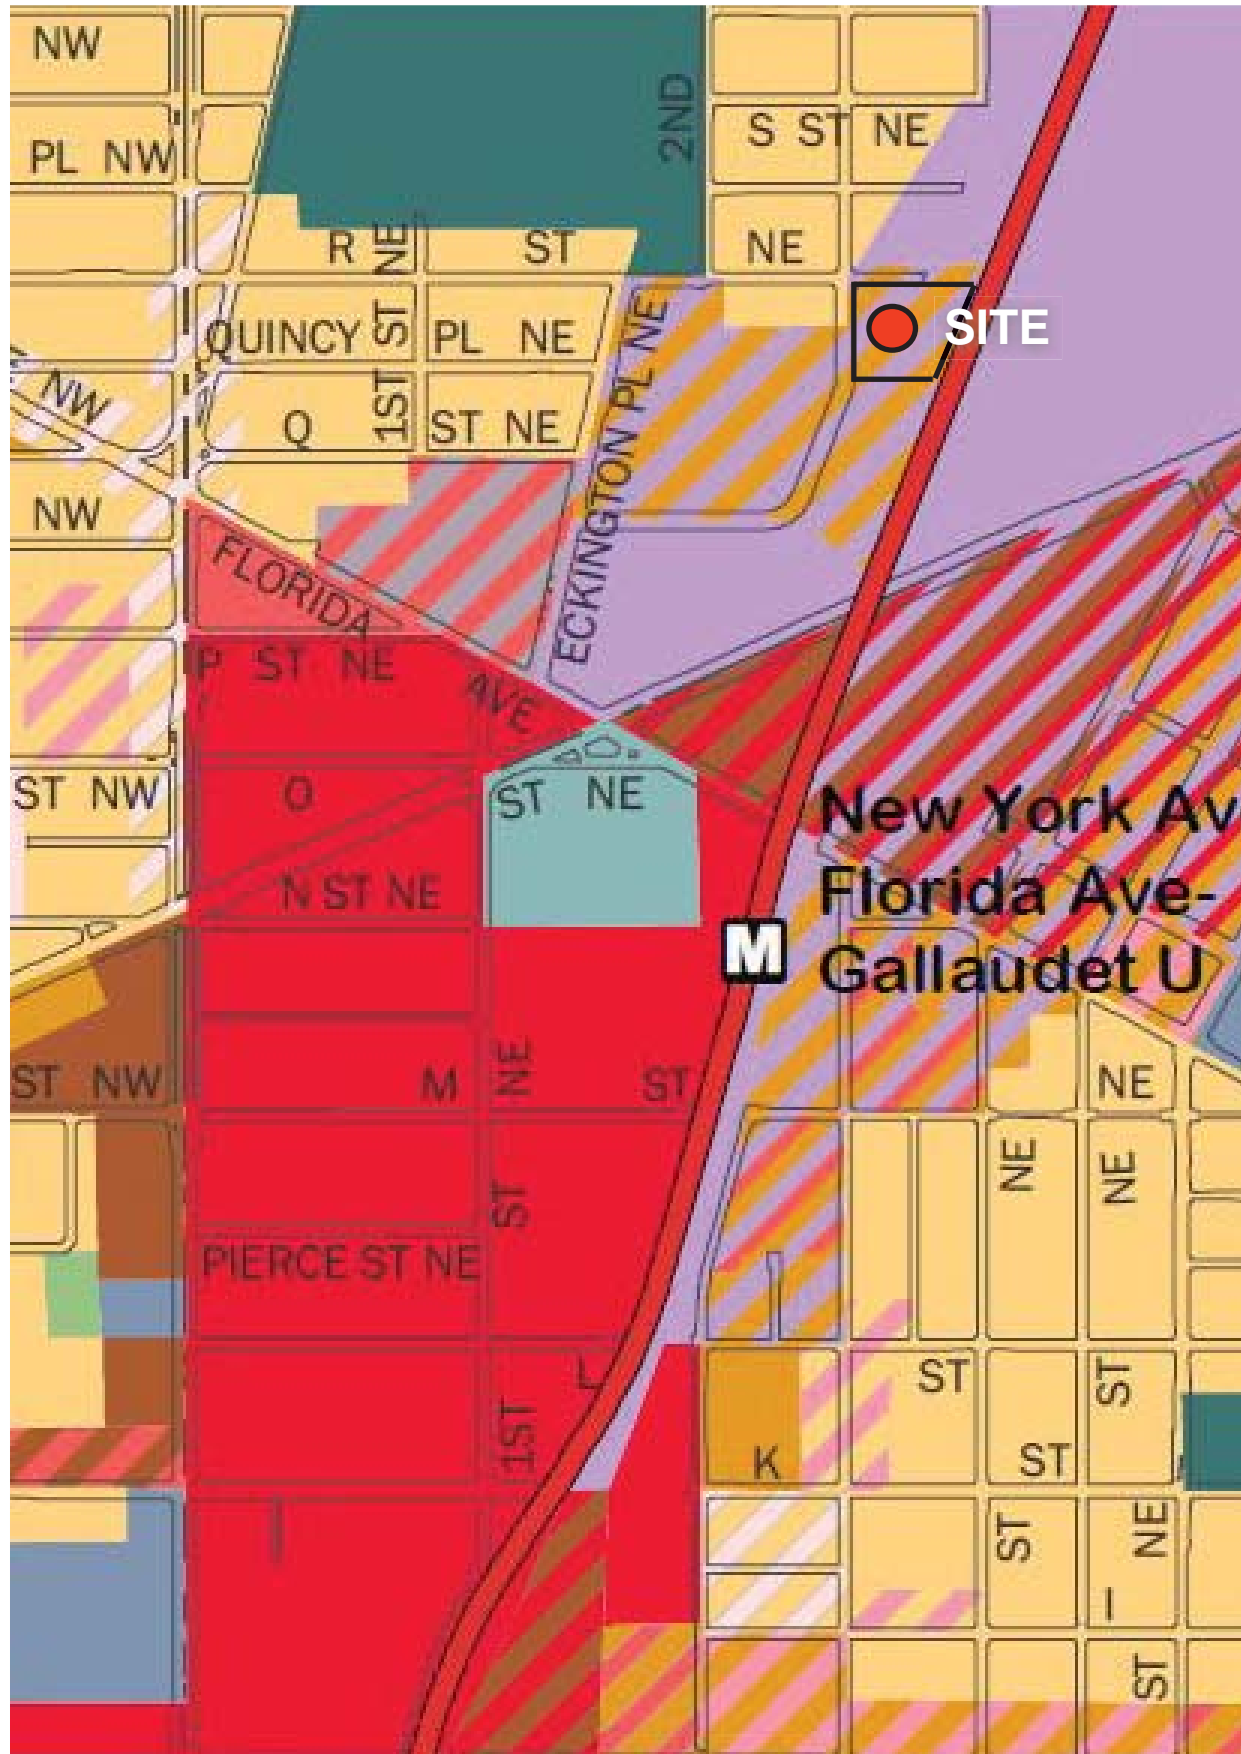 NW
2ND
S ST NE
PL NW
R ST NE
1ST ST NE
QUINCY PL NE
SITE
NW
Q ST NE
ECKINGTON PL NE
NW
FLORIDA AVE
P ST NE
O ST NE
ST NW
New York Av
Florida Ave-
Gallaudet U
N ST NE
M
M ST
NE
ST NW
NE
NE
NE
ST
PIERCE ST NE
L ST
ST
1ST
K ST
ST
NE
I
I
ST